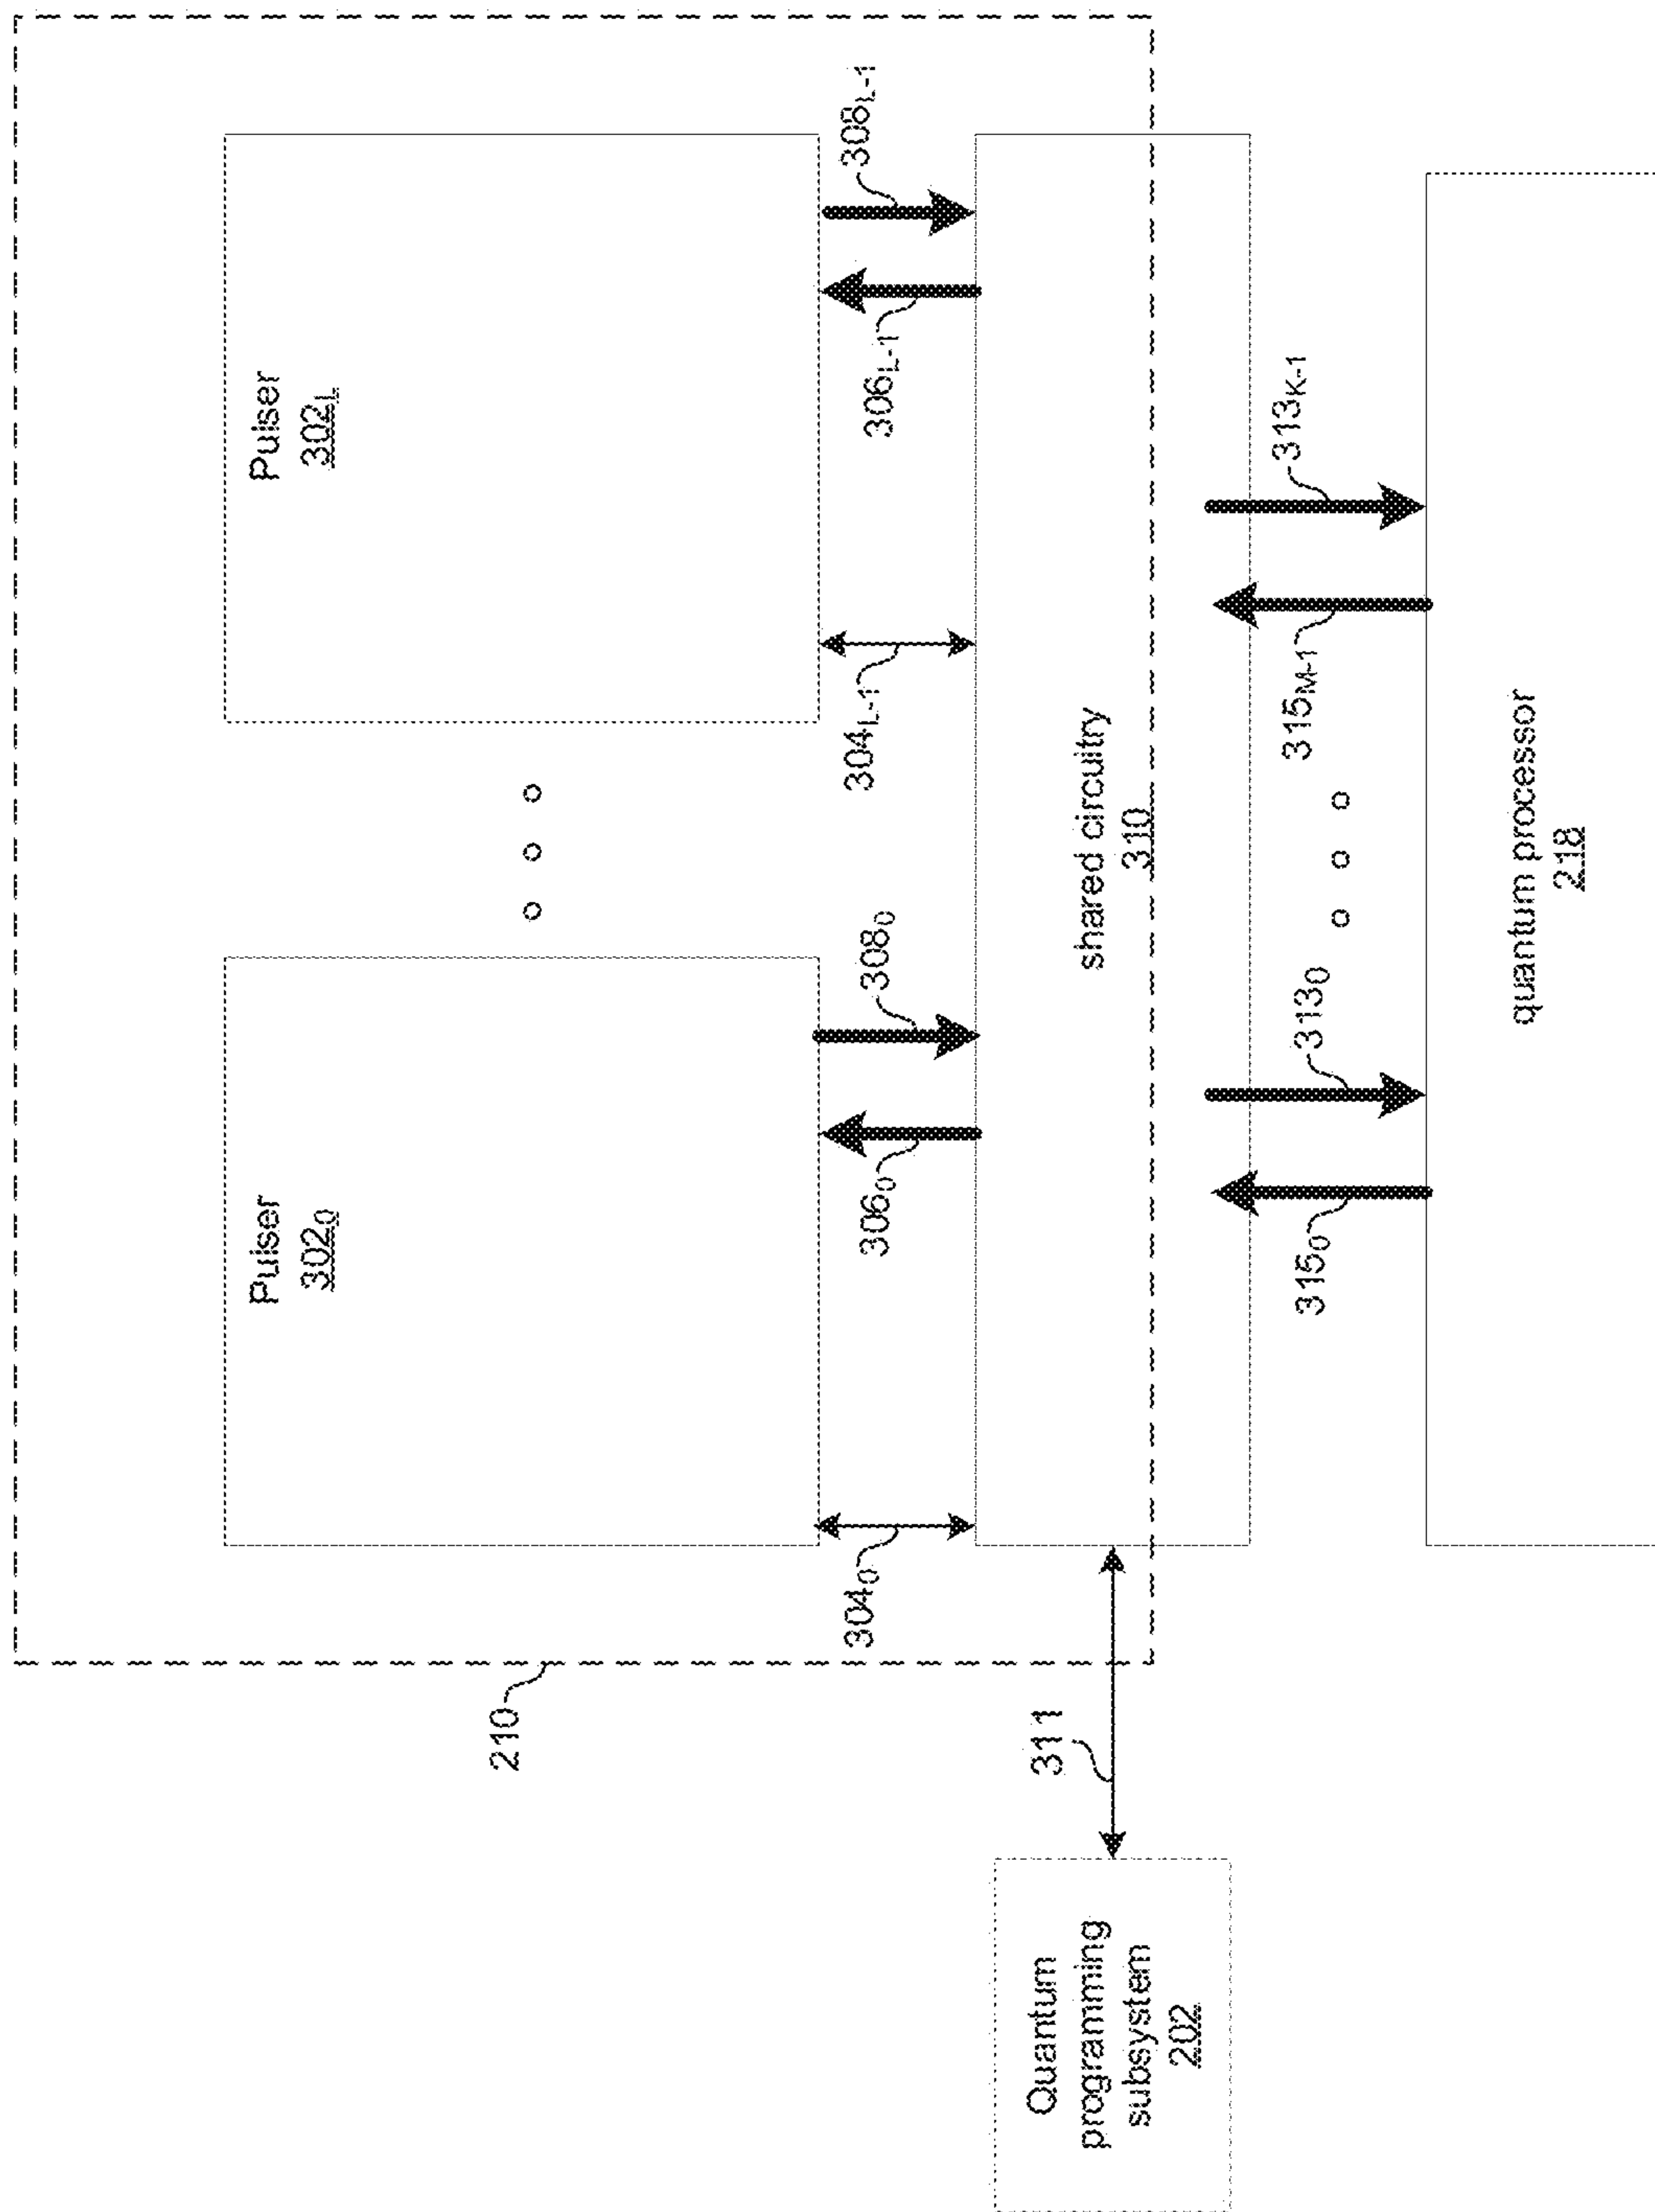 210
Pulser
302₀
Pulser
302L
304₀
306₀
308₀
304L-1
306L-1
308L-1
Quantum
programming
subsystem
202
311
shared circuitry
310
315₀
313₀
315M-1
313K-1
quantum processor
218